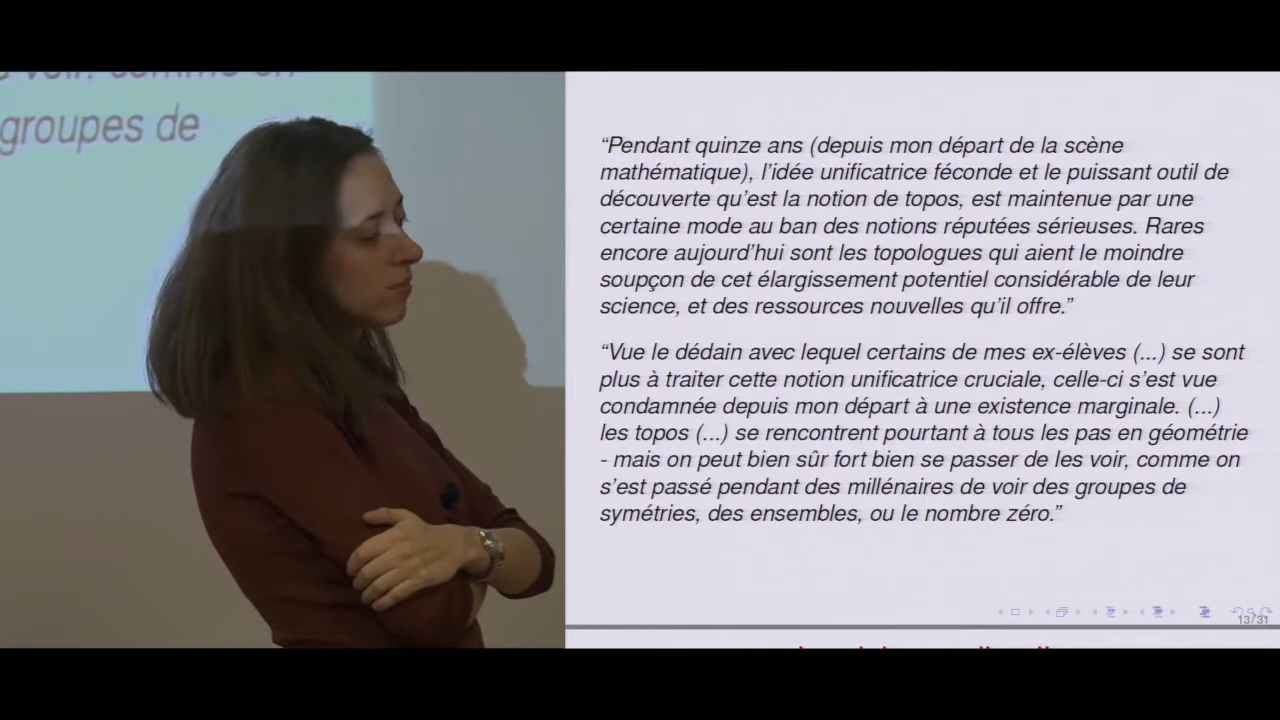 voir, comme on
groupes de
“Pendant quinze ans (depuis mon départ de la scène
mathématique), l’idée unificatrice féconde et le puissant outil de
découverte qu’est la notion de topos, est maintenue par une
certaine mode au ban des notions réputées sérieuses. Rares
encore aujourd’hui sont les topologues qui aient le moindre
soupçon de cet élargissement potentiel considérable de leur
science, et des ressources nouvelles qu’il offre.”
“Vue le dédain avec lequel certains de mes ex-élèves (...) se sont
plus à traiter cette notion unificatrice cruciale, celle-ci s’est vue
condamnée depuis mon départ à une existence marginale. (...)
les topos (...) se rencontrent pourtant à tous les pas en géométrie
- mais on peut bien sûr fort bien se passer de les voir, comme on
s’est passé pendant des millénaires de voir des groupes de
symétries, des ensembles, ou le nombre zéro.”
13/31